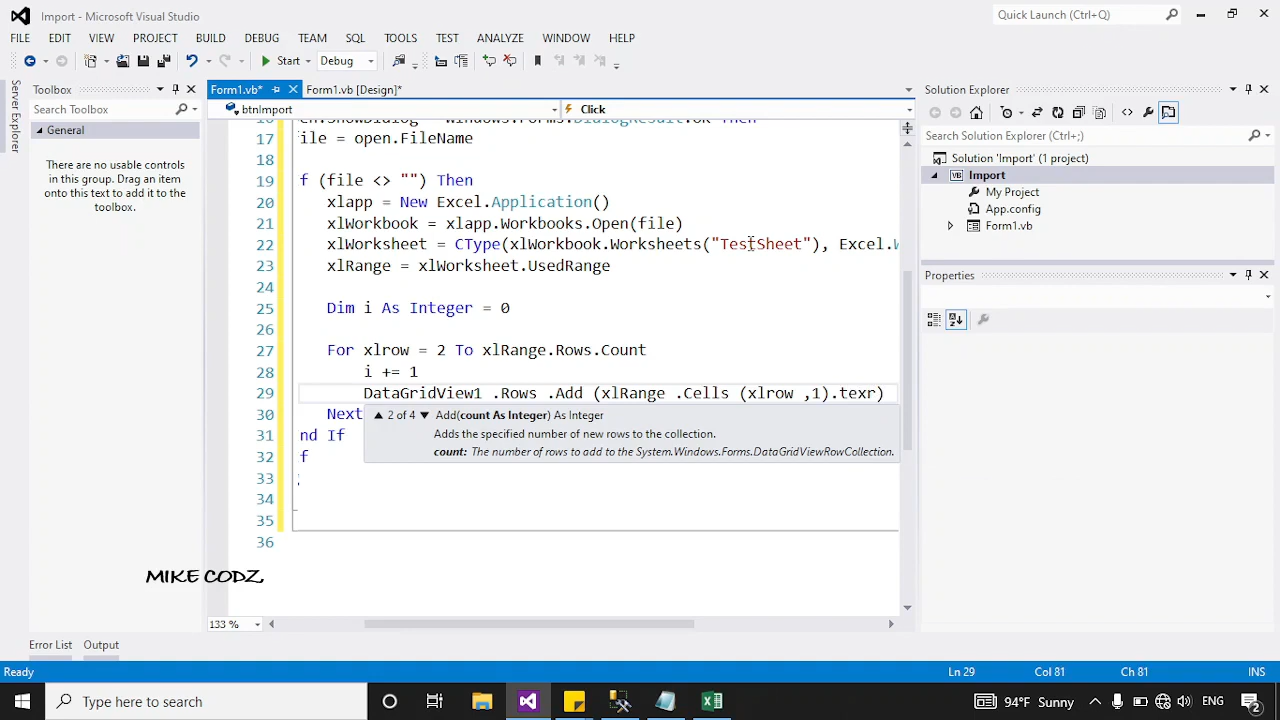 Import - Microsoft Visual Studio
Quick Launch (Ctrl+Q)
FILE EDIT VIEW PROJECT BUILD DEBUG TEAM SQL TOOLS TEST ANALYZE WINDOW HELP
Start Debug
Server Explorer
Toolbox
Search Toolbox
General
There are no usable controls
in this group. Drag an item
onto this text to add it to the
toolbox.
Form1.vb* Form1.vb [Design]*
btnImport Click
17 ile = open.FileName
18
19 f (file <> "") Then
20 xlapp = New Excel.Application()
21 xlWorkbook = xlapp.Workbooks.Open(file)
22 xlWorksheet = CType(xlWorkbook.Worksheets("TestSheet"), Excel.W
23 xlRange = xlWorksheet.UsedRange
24
25 Dim i As Integer = 0
26
27 For xlrow = 2 To xlRange.Rows.Count
28 i += 1
29 DataGridView1 .Rows .Add (xlRange .Cells (xlrow ,1).texr)
30 Next
31 nd If
32 f
33
34
35
36
2 of 4 Add(count As Integer) As Integer
Adds the specified number of new rows to the collection.
count: The number of rows to add to the System.Windows.Forms.DataGridViewRowCollection.
MIKE CODZ,
133 %
Solution Explorer
Search Solution Explorer (Ctrl+;)
Solution 'Import' (1 project)
Import
My Project
App.config
Form1.vb
Properties
Error List Output
Ready Ln 29 Col 81 Ch 81 INS
Type here to search
94°F Sunny ENG 2